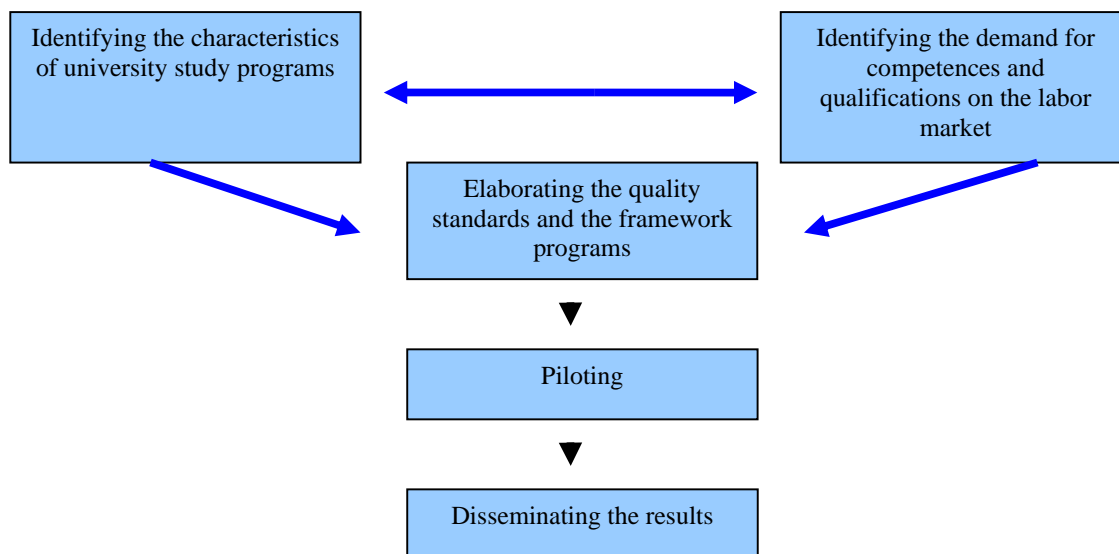 Identifying the characteristics
of university study programs
Identifying the demand for
competences and
qualifications on the labor
market
Elaborating the quality
standards and the framework
programs
Piloting
Disseminating the results